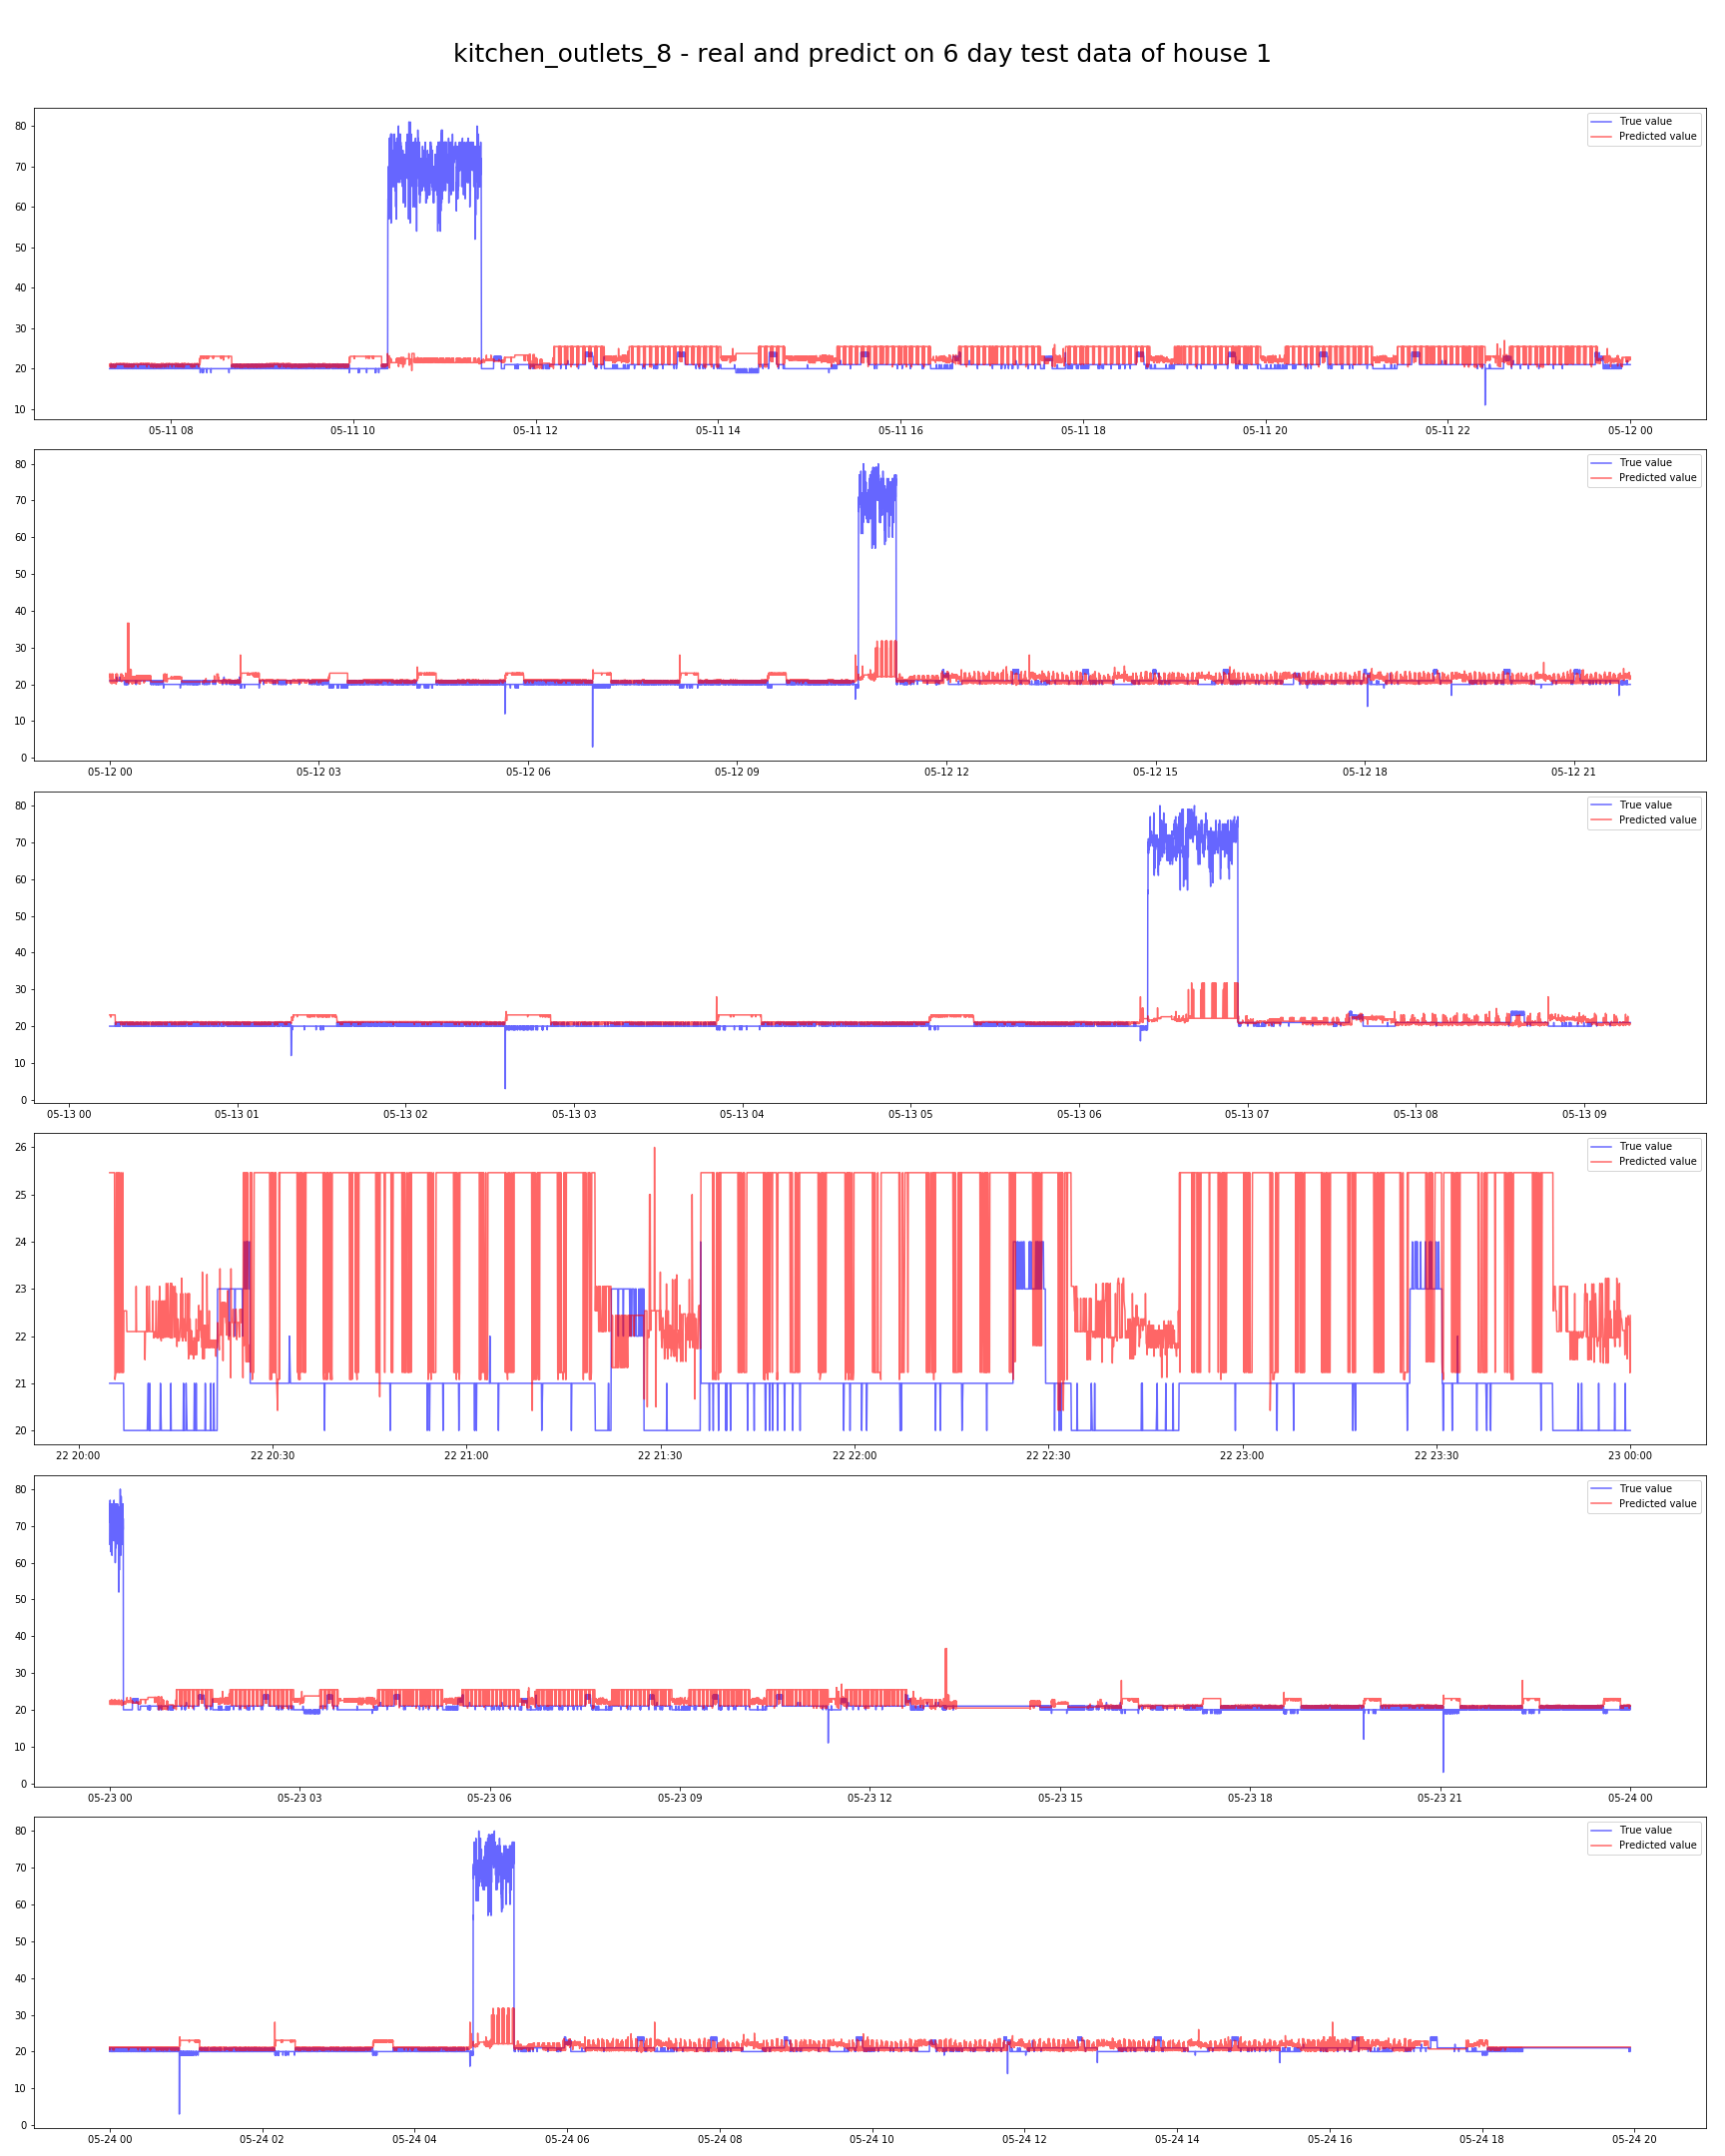 kitchen_outlets_8 - real and predict on 6 day test data of house 1
True value
Predicted value
80
70
60
50
40
30
20
10
05-11 08 05-11 10 05-11 12 05-11 14 05-11 16 05-11 18 05-11 20 05-11 22 05-12 00
True value
Predicted value
80
70
60
50
40
30
20
10
0
05-12 00 05-12 03 05-12 06 05-12 09 05-12 12 05-12 15 05-12 18 05-12 21
True value
Predicted value
80
70
60
50
40
30
20
10
0
05-13 00 05-13 01 05-13 02 05-13 03 05-13 04 05-13 05 05-13 06 05-13 07 05-13 08 05-13 09
True value
Predicted value
26
25
24
23
22
21
20
22 20:00 22 20:30 22 21:00 22 21:30 22 22:00 22 22:30 22 23:00 22 23:30 23 00:00
True value
Predicted value
80
70
60
50
40
30
20
10
0
05-23 00 05-23 03 05-23 06 05-23 09 05-23 12 05-23 15 05-23 18 05-23 21 05-24 00
True value
Predicted value
80
70
60
50
40
30
20
10
0
05-24 00 05-24 02 05-24 04 05-24 06 05-24 08 05-24 10 05-24 12 05-24 14 05-24 16 05-24 18 05-24 20